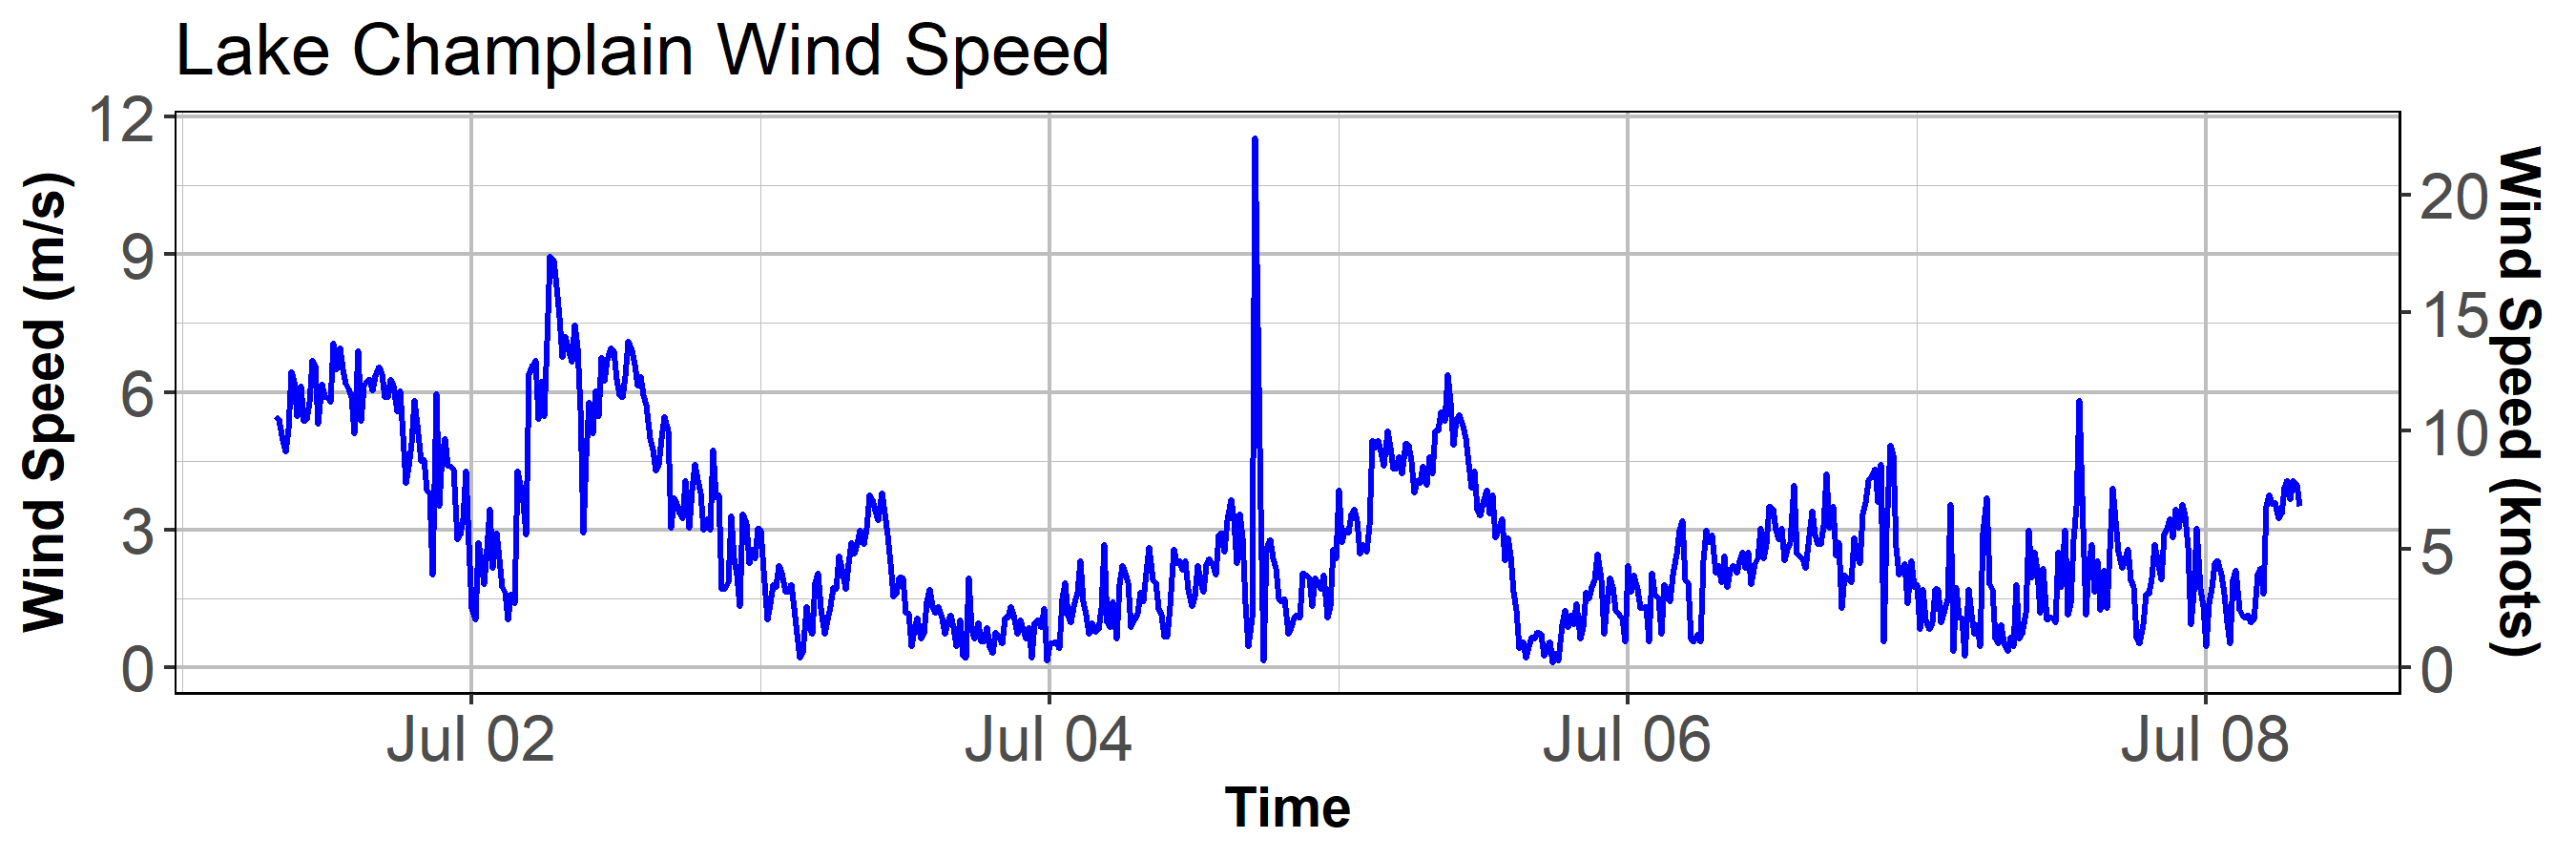 Lake Champlain Wind Speed
Wind Speed (m/s)
12
9
6
3
0
20
15
10
5
0
Wind Speed (knots)
Jul 02
Jul 04
Jul 06
Jul 08
Time